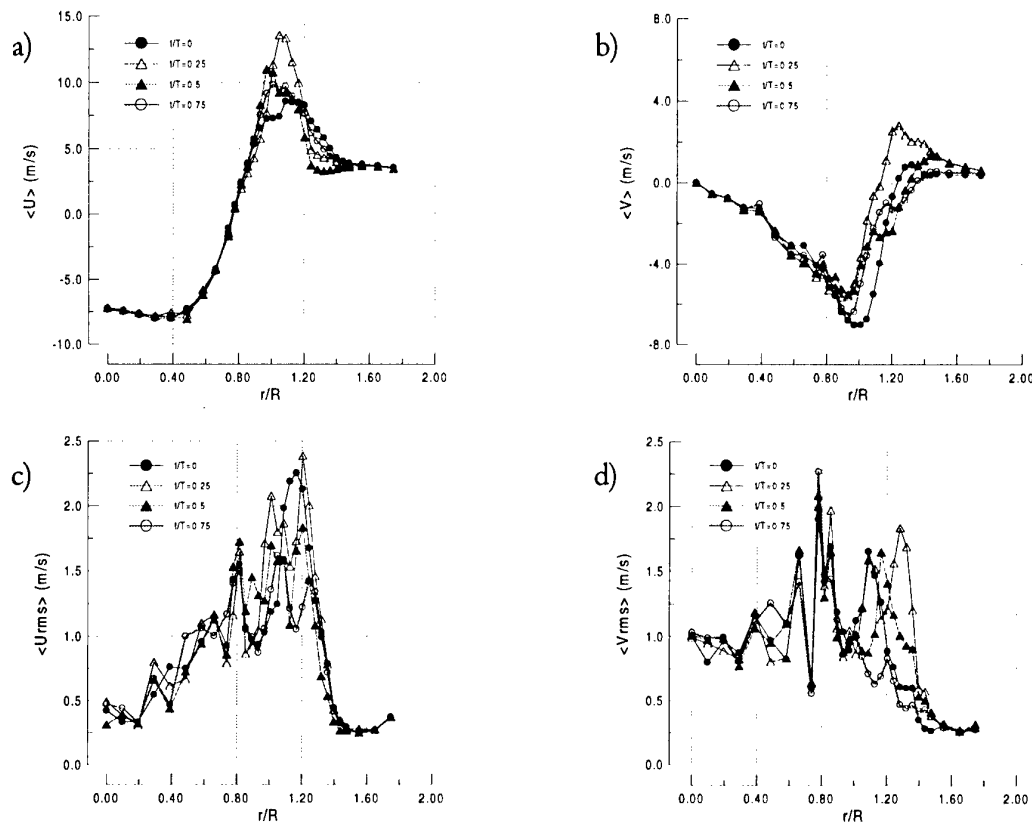 a)
15.0
10.0
5.0
0.0
-5.0
-10.0
<U> (m/s)
t/T=0
t/T=0.25
t/T=0.5
t/T=0.75
0.00 0.40 0.80 1.20 1.60 2.00
r/R
b)
8.0
4.0
0.0
-4.0
-8.0
<V> (m/s)
t/T=0
t/T=0.25
t/T=0.5
t/T=0.75
0.00 0.40 0.80 1.20 1.60 2.00
r/R
c)
2.5
2.0
1.5
1.0
0.5
0.0
<Urms> (m/s)
t/T=0
t/T=0 25
t/T=0 5
t/T=0 75
0.00 0.40 0.80 1.20 1.60 2.00
r/R
d)
2.5
2.0
1.5
1.0
0.5
0.0
<Vrms> (m/s)
t/T=0
t/T=0 25
t/T=0 5
t/T=0 75
0.00 0.40 0.80 1.20 1.60 2.00
r/R